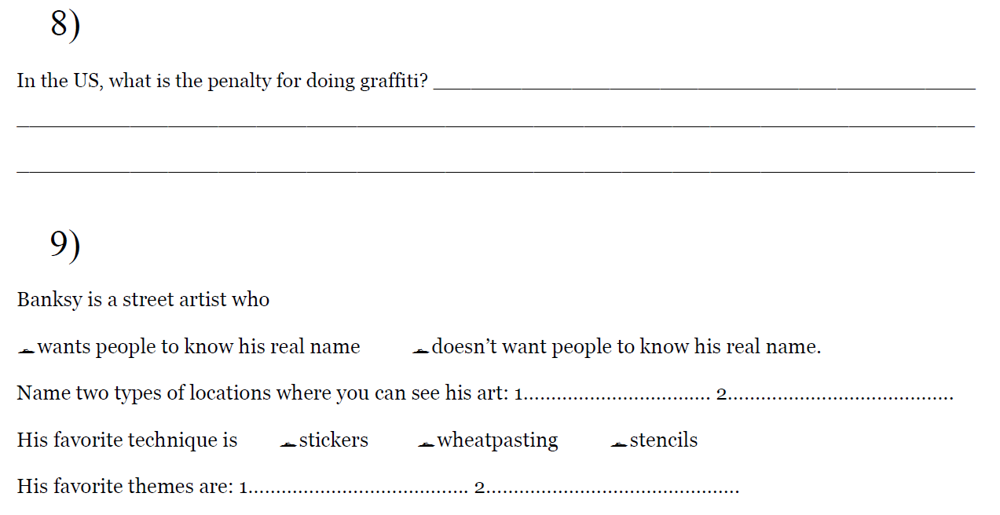 8)
In the US, what is the penalty for doing graffiti? ___________________________________________
____________________________________________________________________________
____________________________________________________________________________
9)
Banksy is a street artist who
wants people to know his real name doesn’t want people to know his real name.
Name two types of locations where you can see his art: 1............................... 2.....................................
His favorite technique is stickers wheatpasting stencils
His favorite themes are: 1..................................... 2...........................................